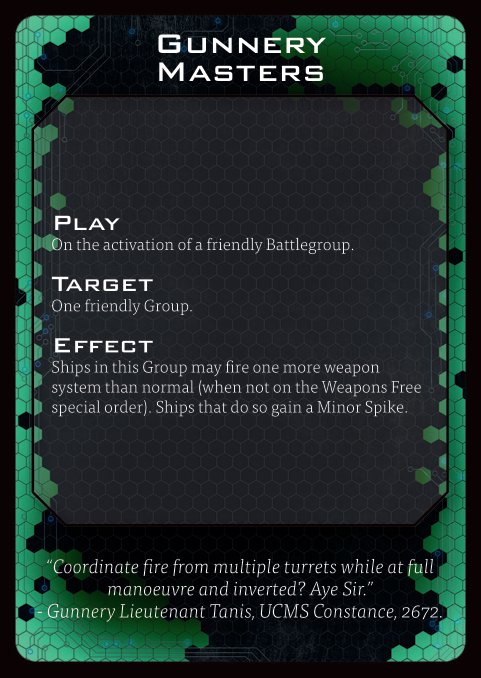 Gunnery
Masters
Play
On the activation of a friendly Battlegroup.
Target
One friendly Group.
Effect
Ships in this Group may fire one more weapon
system than normal (when not on the Weapons Free
special order). Ships that do so gain a Minor Spike.
“Coordinate fire from multiple turrets while at full
manoeuvre and inverted? Aye Sir.”
- Gunnery Lieutenant Tanis, UCMS Constance, 2672.